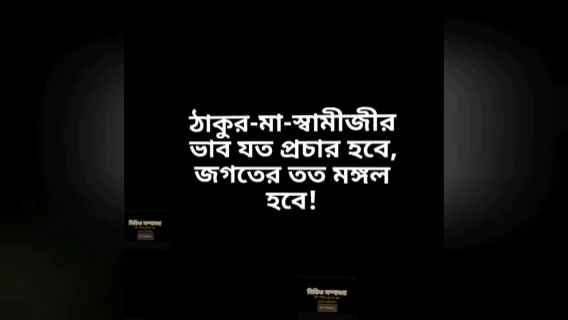 ঠাকুর-মা-স্বামীজীর
ভাব যত প্রচার হবে,
জগতের তত মঙ্গল
হবে!